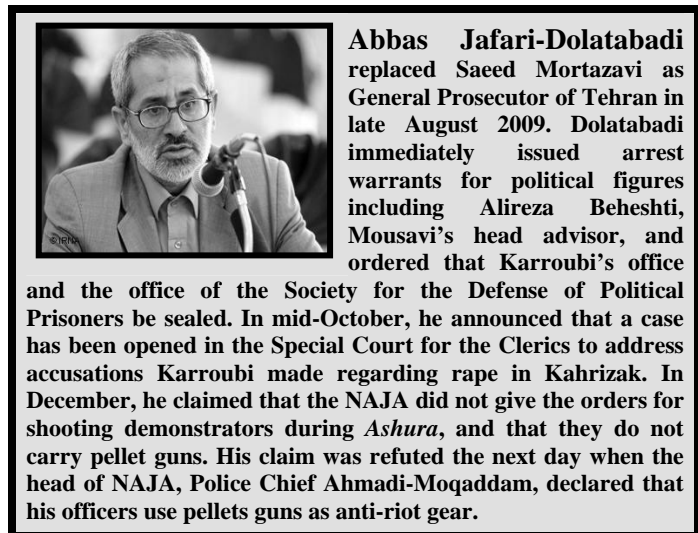 Abbas Jafari-Dolatabadi
replaced Saeed Mortazavi as
General Prosecutor of Tehran in
late August 2009. Dolatabadi
immediately issued arrest
warrants for political figures
including Alireza Beheshti,
Mousavi’s head advisor, and
ordered that Karroubi’s office
and the office of the Society for the Defense of Political
Prisoners be sealed. In mid-October, he announced that a case
has been opened in the Special Court for the Clerics to address
accusations Karroubi made regarding rape in Kahrizak. In
December, he claimed that the NAJA did not give the orders for
shooting demonstrators during Ashura, and that they do not
carry pellet guns. His claim was refuted the next day when the
head of NAJA, Police Chief Ahmadi-Moqaddam, declared that
his officers use pellets guns as anti-riot gear.
© IRNA